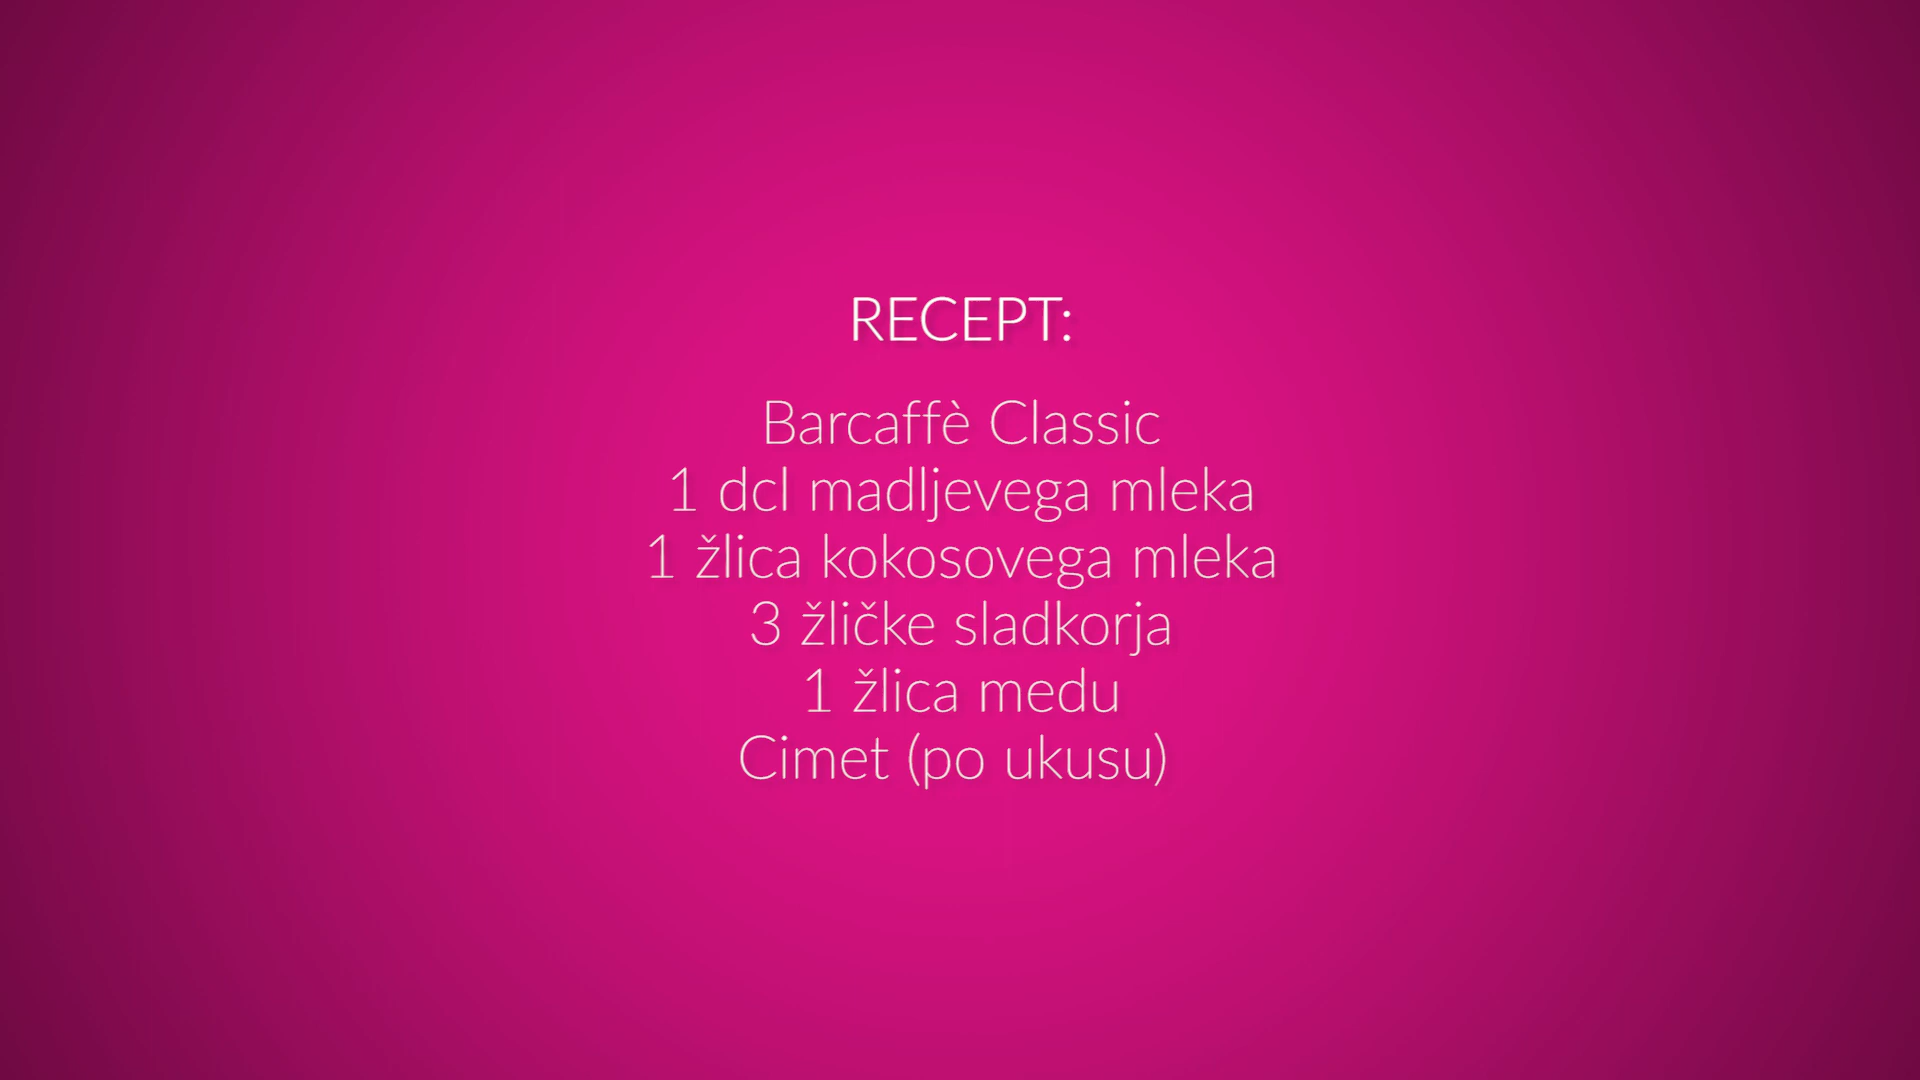 RECEPT:
Barcaffè Classic
1 dcl madljevega mleka
1 žlica kokosovega mleka
3 žličke sladkorja
1 žlica medu
Cimet (po ukusu)